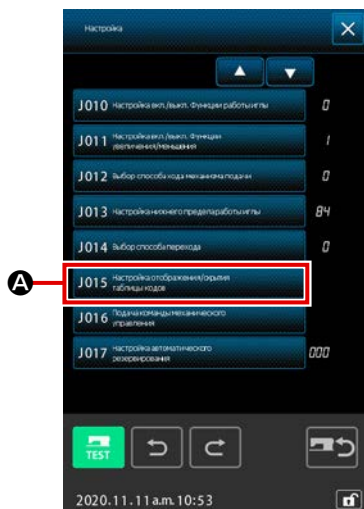 Настройка
J010 Настройка вкл./выкл. Функции работы иглы 0
J011 Настройка вкл./выкл. Функции
увеличения/уменьшения 1
J012 Выбор способа хода механизма подачи 0
J013 Настройка нижнего предела работы иглы 84
J014 Выбор способа перехода 0
A
J015 Настройка отображения/скрытия
таблицы кодов
J016 Подача команды механического
управления
J017 Настройка автоматического
резервирования 000
TEST
2020.11.11 a.m.10:53